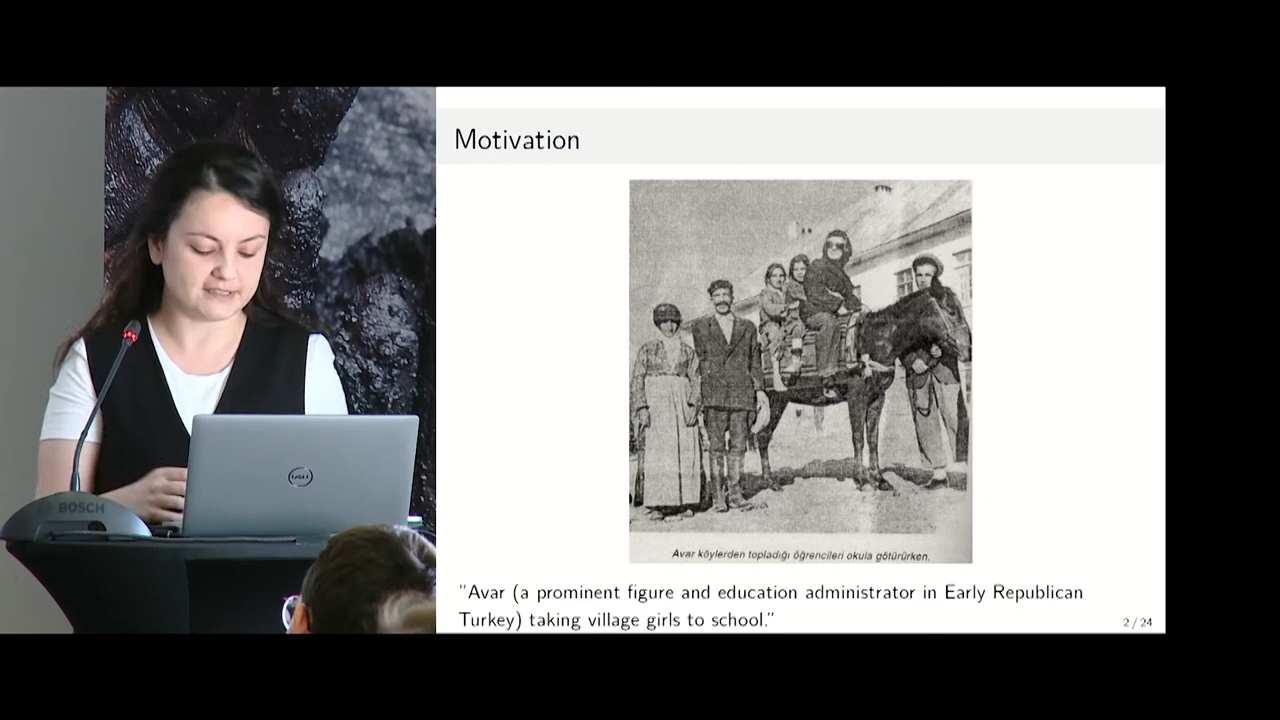 Motivation
Avar köylerden topladığı öğrencileri okula götürürken.
"Avar (a prominent figure and education administrator in Early Republican
Turkey) taking village girls to school."
2 / 24
BOSCH
DELL